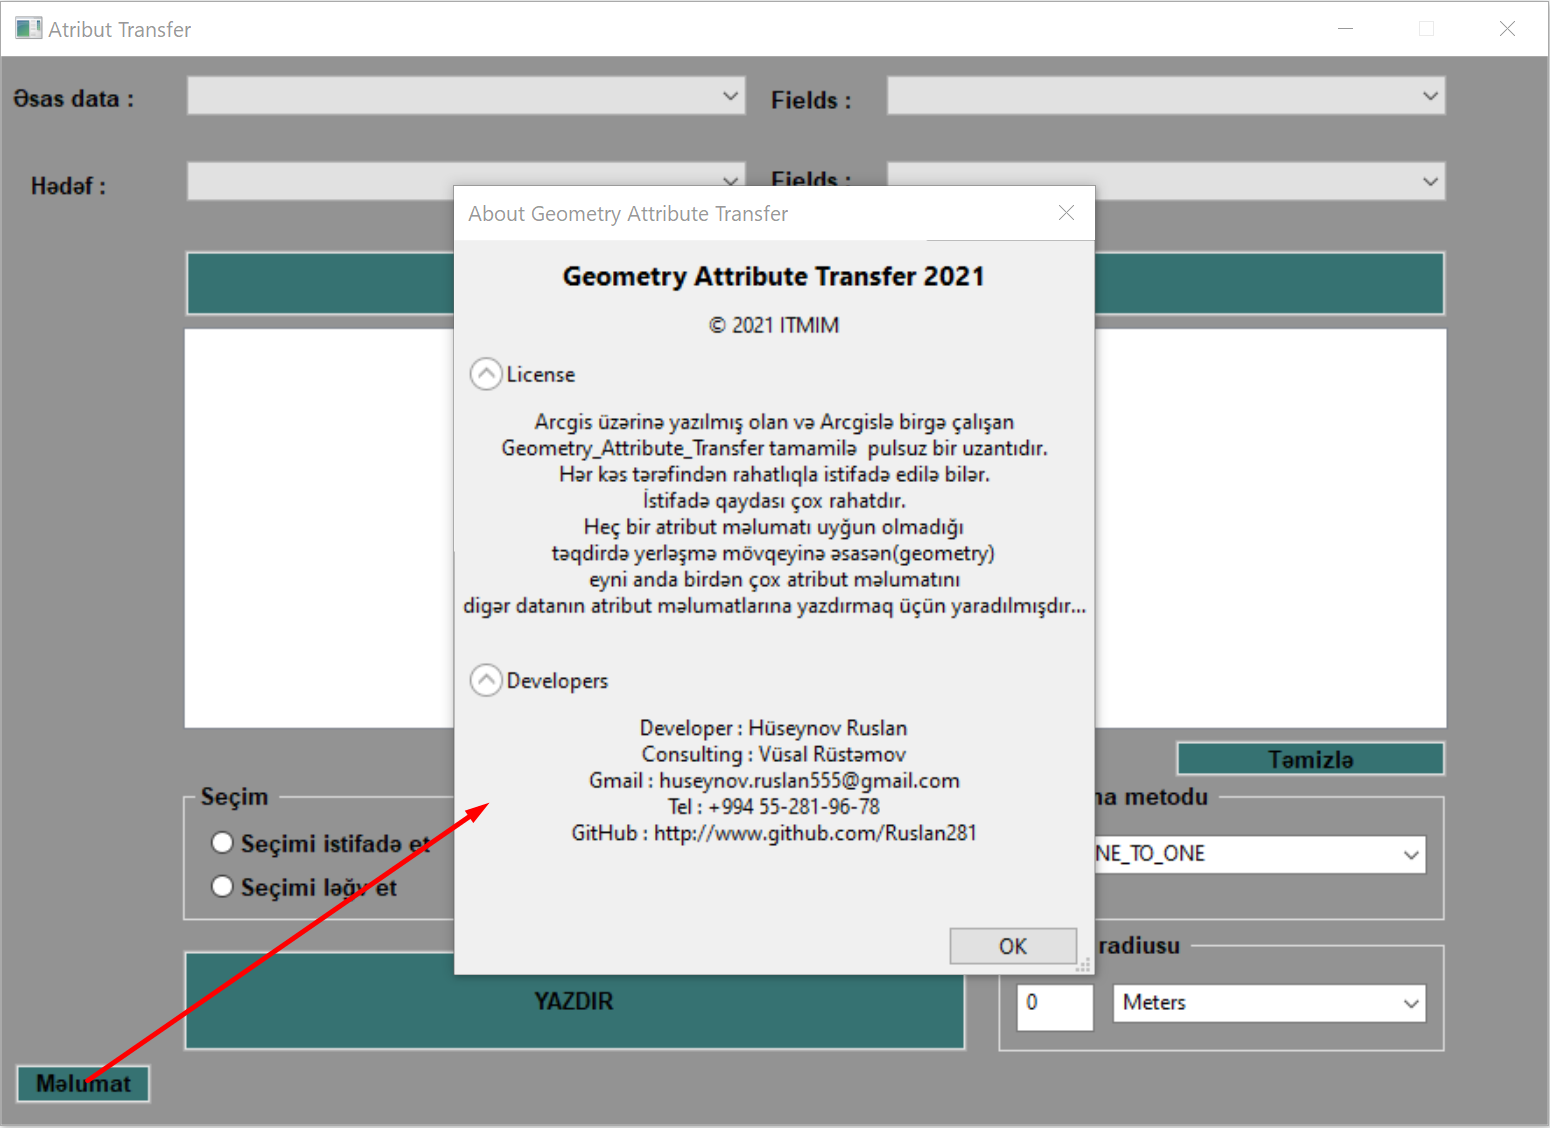 Atribut Transfer
Əsas data :
Fields :
Hədəf :
Fields :
About Geometry Attribute Transfer
Geometry Attribute Transfer 2021
© 2021 ITMIM
License
Arcgis üzərinə yazılmış olan və Arcgislə birgə çalışan
Geometry_Attribute_Transfer tamamilə pulsuz bir uzantıdır.
Hər kəs tərəfindən rahatlıqla istifadə edilə bilər.
İstifadə qaydası çox rahatdır.
Heç bir atribut məlumatı uyğun olmadığı
təqdirdə yerləşmə mövqeyinə əsasən(geometry)
eyni anda birdən çox atribut məlumatını
digər datanın atribut məlumatlarına yazdırmaq üçün yaradılmışdır...
Developers
Developer : Hüseynov Ruslan
Consulting : Vüsal Rüstəmov
Gmail : huseynov.ruslan555@gmail.com
Tel : +994 55-281-96-78
GitHub : http://www.github.com/Ruslan281
OK
Təmizlə
Seçim
Seçimi istifadə et
Seçimi ləğv et
metodu
NE_TO_ONE
radiusu
0
Meters
YAZDIR
Məlumat